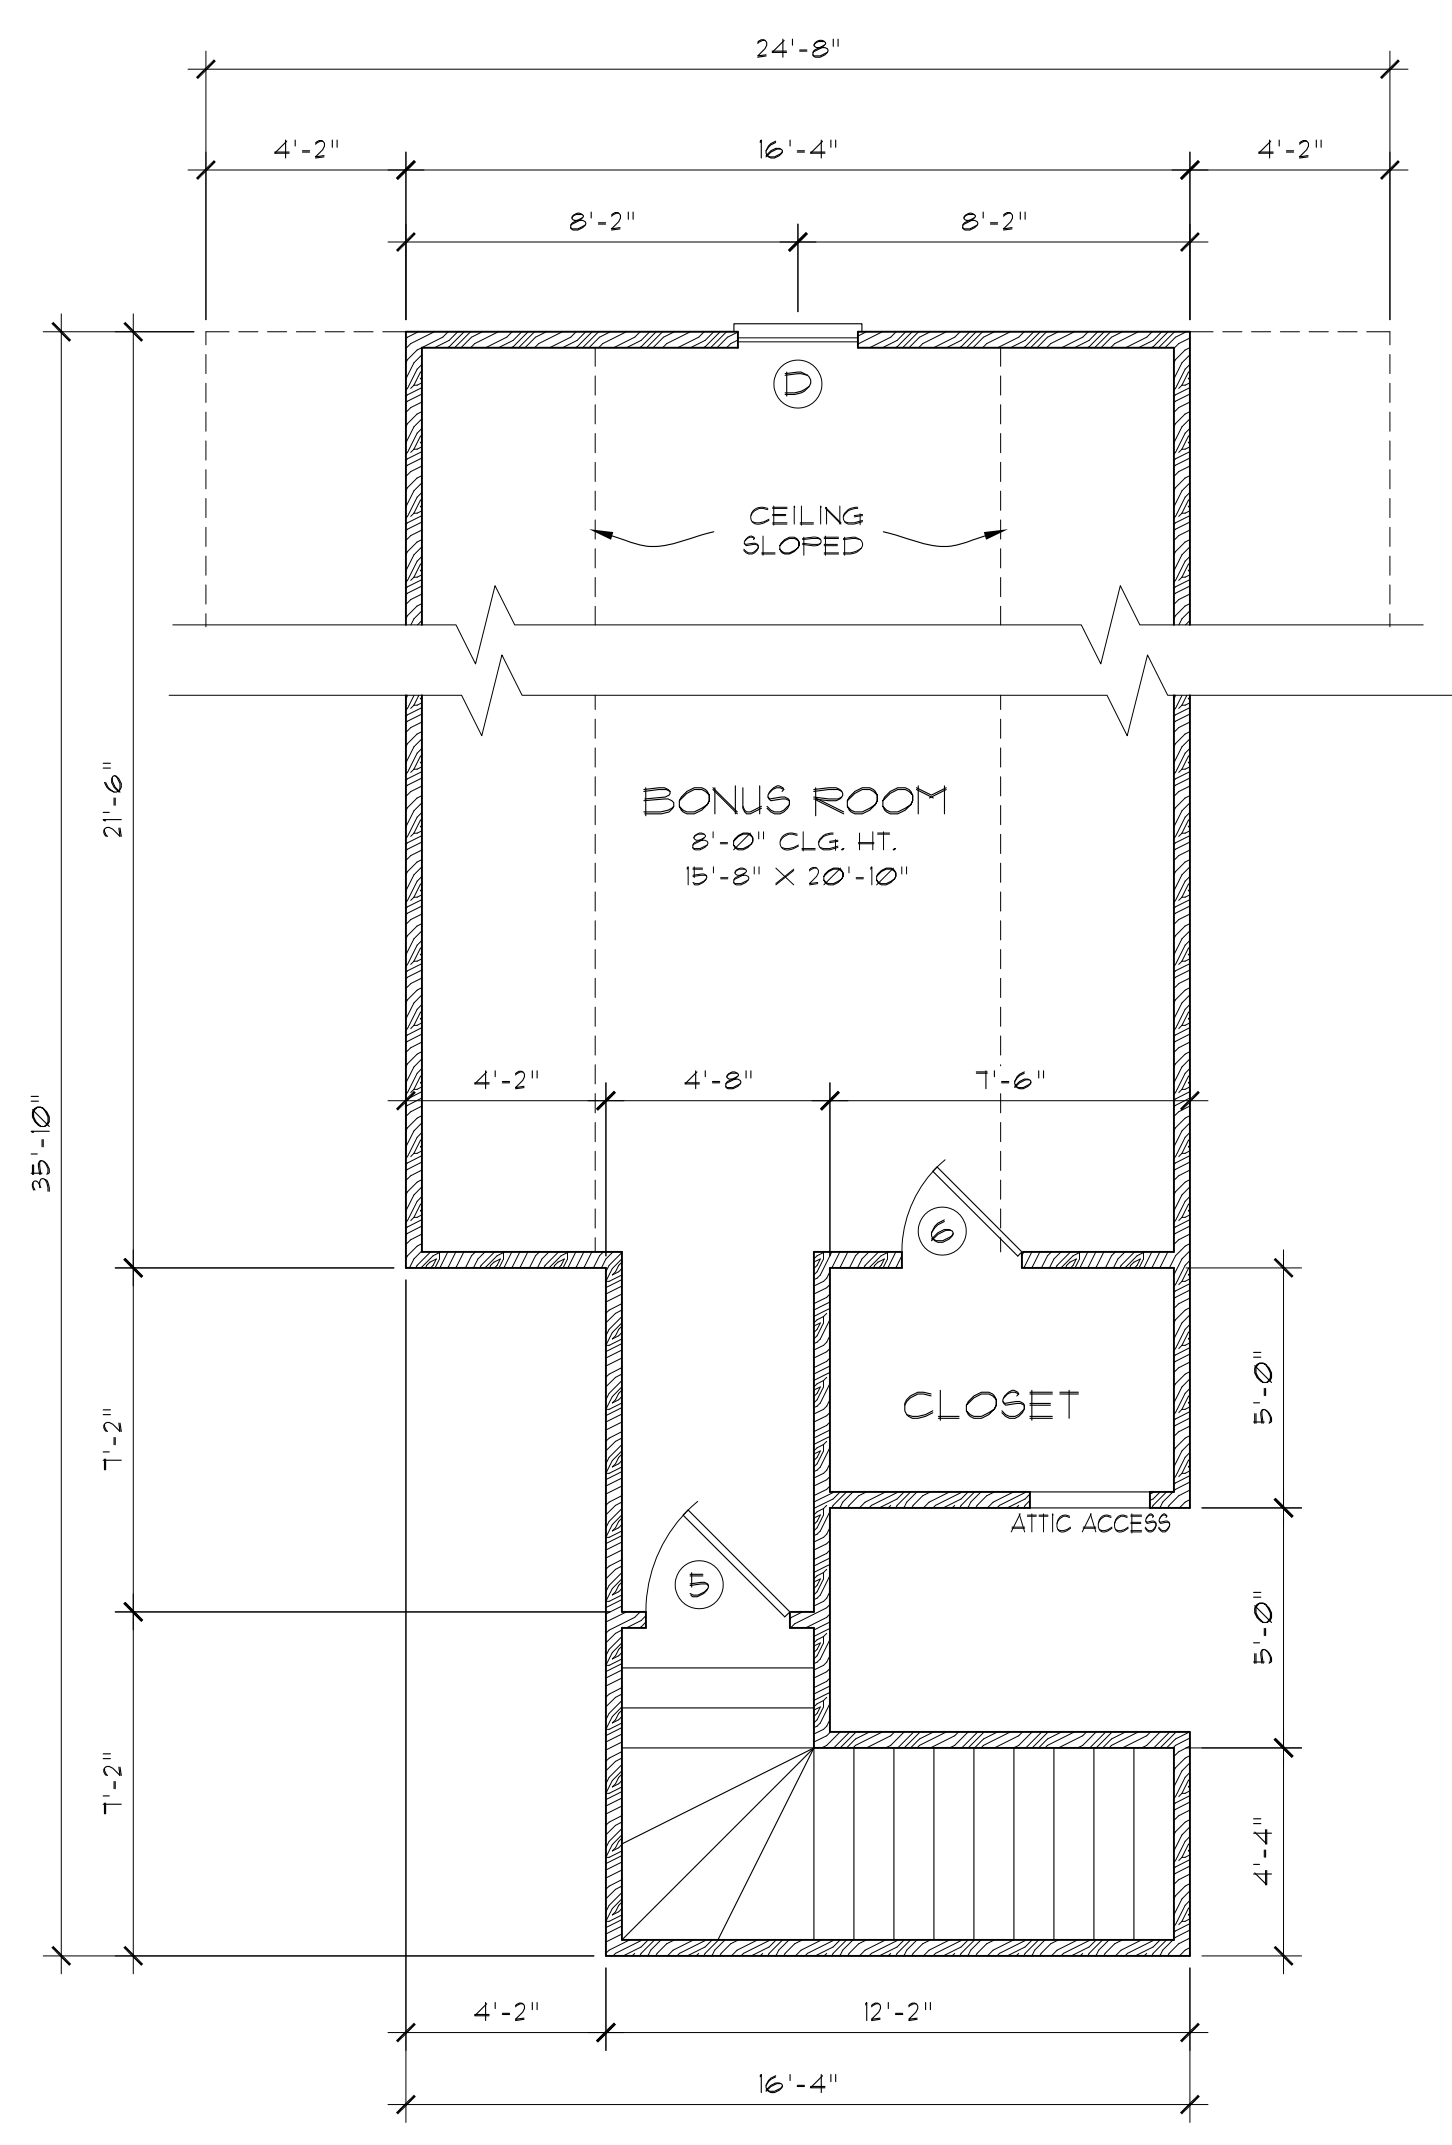 24'-8"
4'-2"
16'-4"
4'-2"
8'-2"
8'-2"
D
CEILING
SLOPED
21'-6"
BONUS ROOM
8'-0" CLG. HT.
15'-8" X 20'-10"
4'-2"
4'-8"
7'-6"
35'-10"
6
5'-0"
CLOSET
7'-2"
ATTIC ACCESS
5
5'-0"
7'-2"
4'-4"
4'-2"
12'-2"
16'-4"